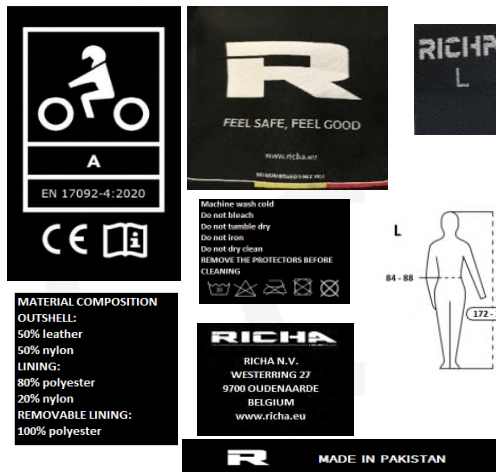 A
EN 17092-4:2020
CE
R
FEEL SAFE, FEEL GOOD
www.richa.eu
RICHA
L
Machine wash cold
Do not bleach
Do not tumble dry
Do not iron
Do not dry clean
REMOVE THE PROTECTORS BEFORE
CLEANING
30
L
84 - 88
172 -
MATERIAL COMPOSITION
OUTSHELL:
50% leather
50% nylon
LINING:
80% polyester
20% nylon
REMOVABLE LINING:
100% polyester
RICHA
RICHA N.V.
WESTERRING 27
9700 OUDENAARDE
BELGIUM
www.richa.eu
R MADE IN PAKISTAN